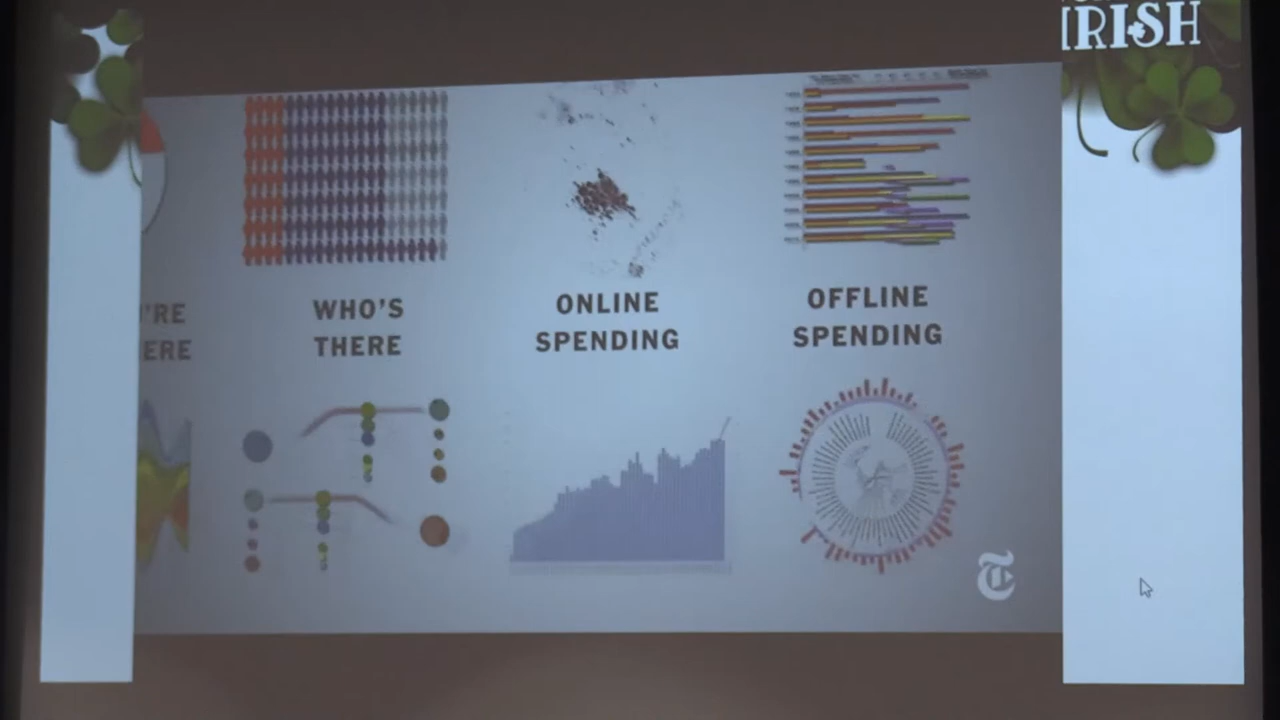 IRISH
'RE
ERE
WHO'S
THERE
ONLINE
SPENDING
OFFLINE
SPENDING